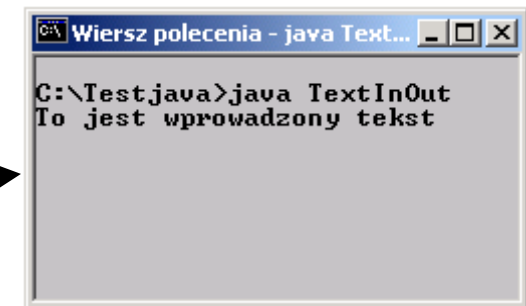 Wiersz polecenia - java Text...
C:\Testjava>java TextInOut
To jest wprowadzony tekst